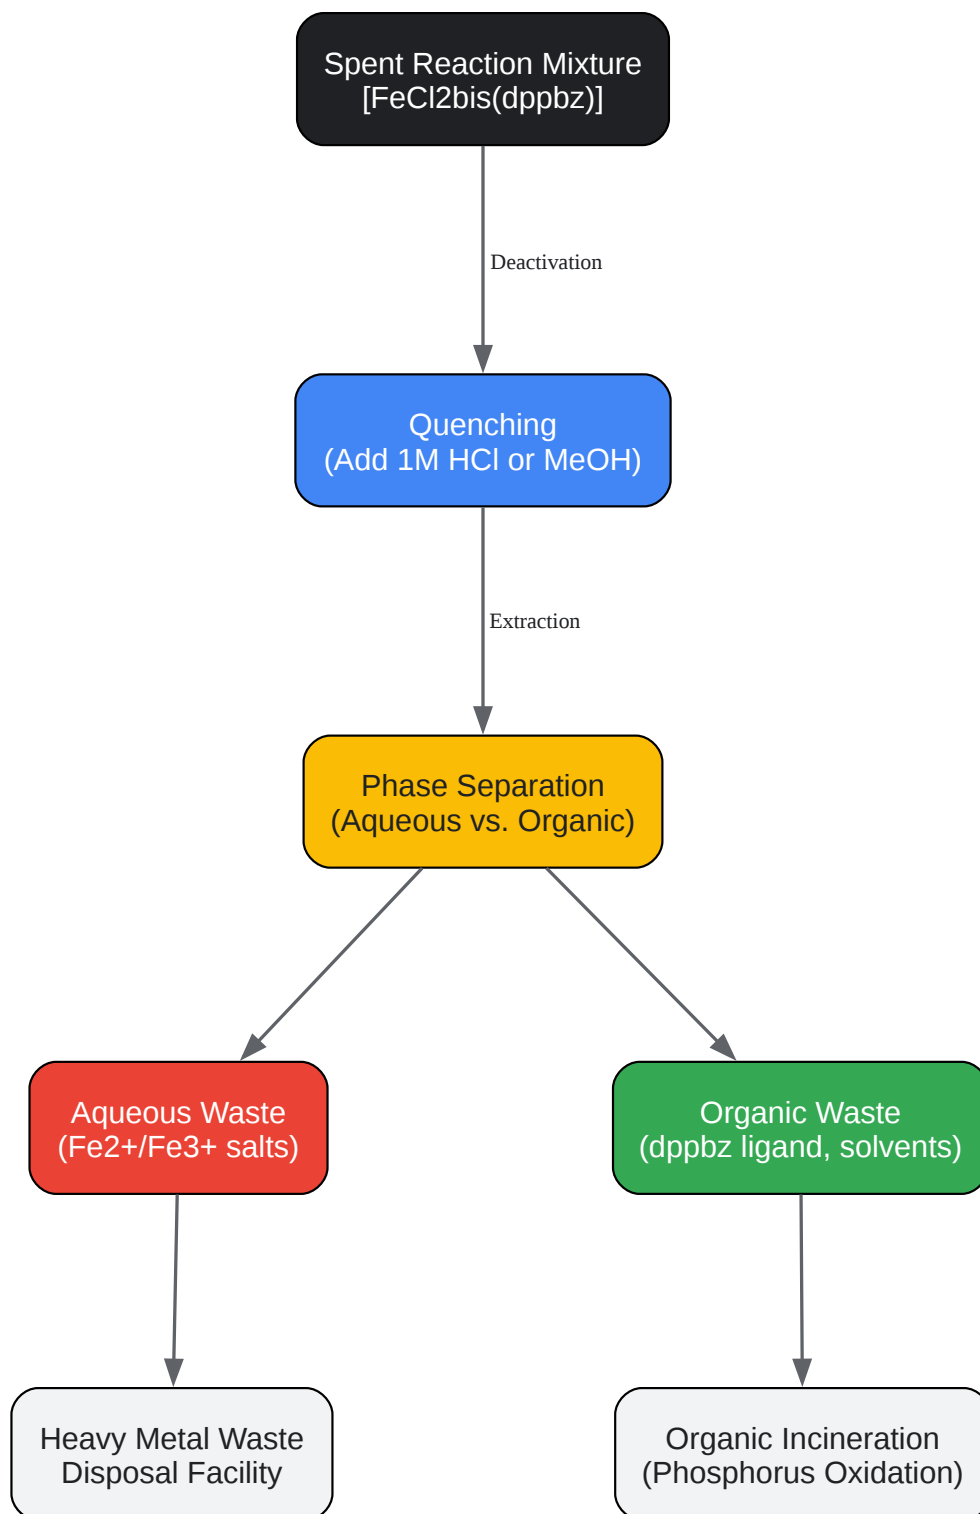 Spent Reaction Mixture
[FeCl2bis(dppbz)]
Deactivation
Quenching
(Add 1M HCl or MeOH)
Extraction
Phase Separation
(Aqueous vs. Organic)
Aqueous Waste
(Fe2+/Fe3+ salts)
Organic Waste
(dppbz ligand, solvents)
Heavy Metal Waste
Disposal Facility
Organic Incineration
(Phosphorus Oxidation)